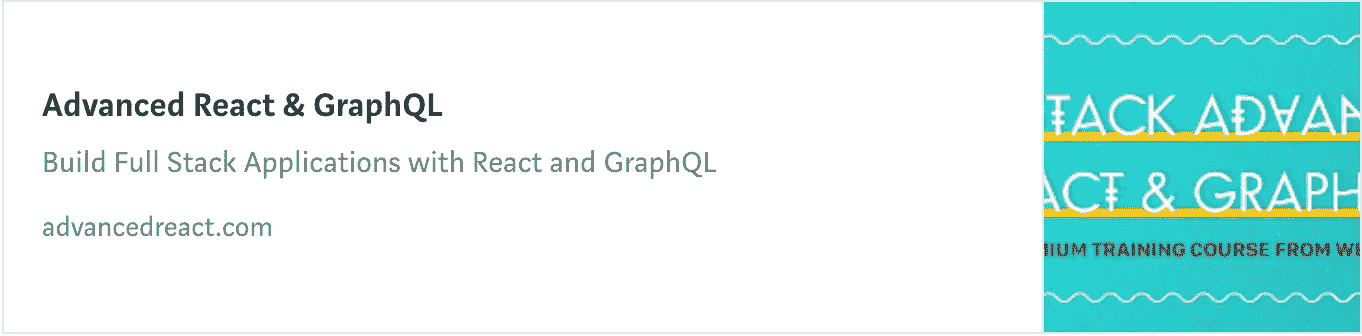 Advanced React & GraphQL
Build Full Stack Applications with React and GraphQL
advancedreact.com
TACK ADVAN
ACT & GRAPH
MIUM TRAINING COURSE FROM WE